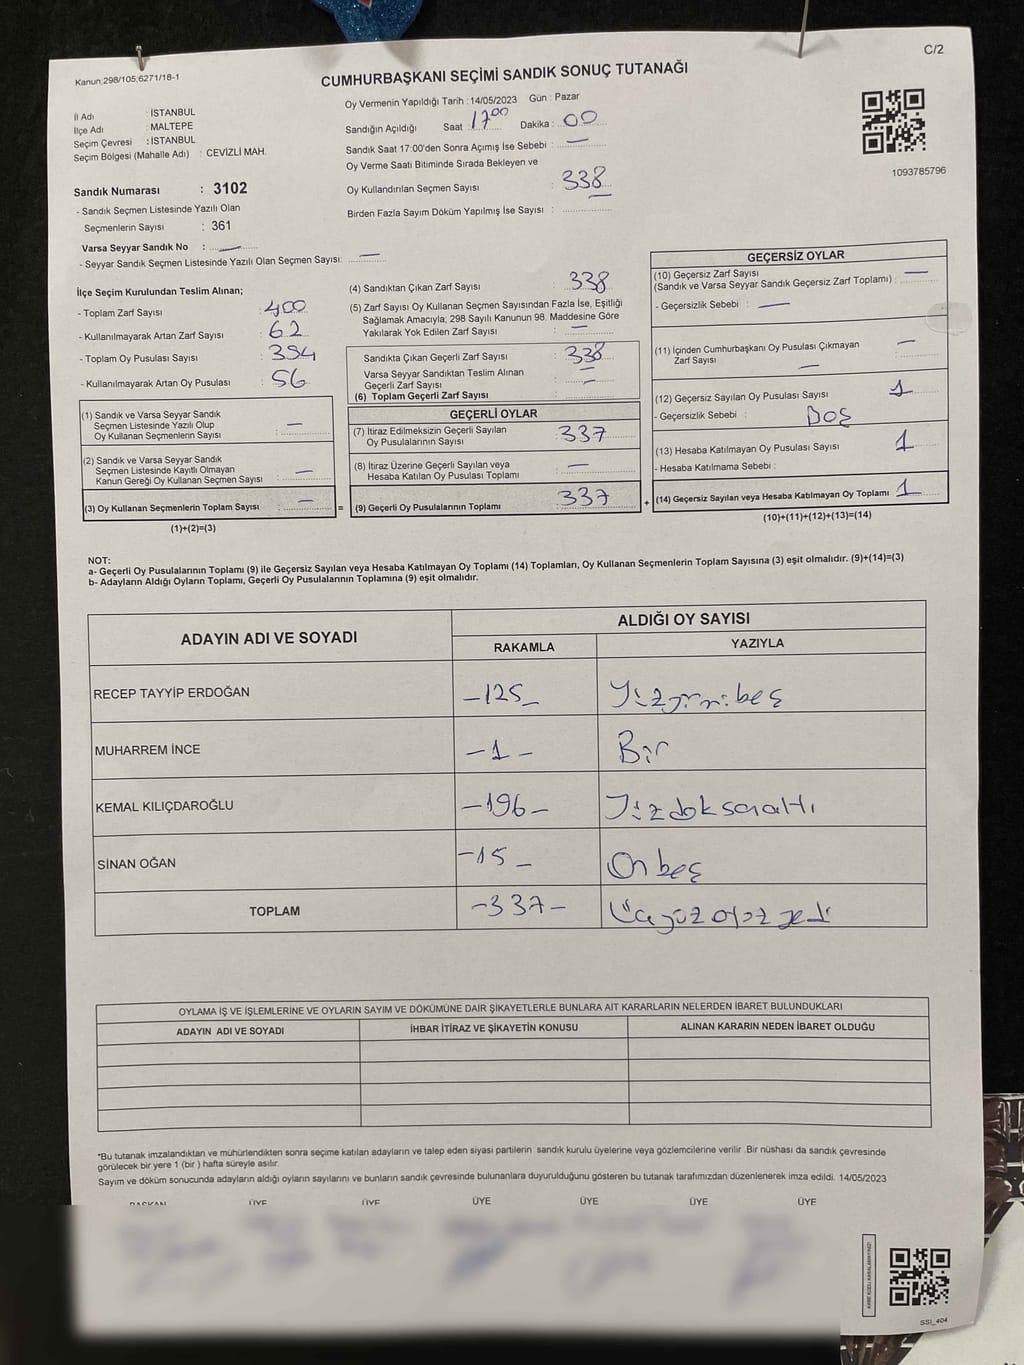 C/2
Kanun:298/105;6271/18-1
CUMHURBAŞKANI SEÇİMİ SANDIK SONUÇ TUTANAĞI
İl Adı : İSTANBUL
İlçe Adı : MALTEPE
Seçim Çevresi : İSTANBUL
Seçim Bölgesi (Mahalle Adı) : CEVİZLİ MAH.
Sandık Numarası : 3102
- Sandık Seçmen Listesinde Yazılı Olan
Seçmenlerin Sayısı : 361
Varsa Seyyar Sandık No : —
- Seyyar Sandık Seçmen Listesinde Yazılı Olan Seçmen Sayısı: —
Oy Vermenin Yapıldığı Tarih : 14/05/2023 Gün : Pazar
Sandığın Açıldığı Saat 17 00 Dakika : 00
Sandık Saat 17:00'den Sonra Açımış İse Sebebi : —
Oy Verme Saati Bitiminde Sırada Bekleyen ve
Oy Kullandırılan Seçmen Sayısı : 338
Birden Fazla Sayım Döküm Yapılmış İse Sayısı :
1093785796
İlçe Seçim Kurulundan Teslim Alınan;
- Toplam Zarf Sayısı : 400
- Kullanılmayarak Artan Zarf Sayısı : 62
- Toplam Oy Pusulası Sayısı : 394
- Kullanılmayarak Artan Oy Pusulası : 56
(1) Sandık ve Varsa Seyyar Sandık
Seçmen Listesinde Yazılı Olup
Oy Kullanan Seçmenlerin Sayısı : —
(2) Sandık ve Varsa Seyyar Sandık
Seçmen Listesinde Kayıtlı Olmayan
Kanun Gereği Oy Kullanan Seçmen Sayısı : —
(3) Oy Kullanan Seçmenlerin Toplam Sayısı : —
(1)+(2)=(3)
=
(4) Sandıktan Çıkan Zarf Sayısı : 338
(5) Zarf Sayısı Oy Kullanan Seçmen Sayısından Fazla İse, Eşitliği
Sağlamak Amacıyla; 298 Sayılı Kanunun 98. Maddesine Göre
Yakılarak Yok Edilen Zarf Sayısı : —
Sandıkta Çıkan Geçerli Zarf Sayısı : 338
Varsa Seyyar Sandıktan Teslim Alınan
Geçerli Zarf Sayısı : —
(6) Toplam Geçerli Zarf Sayısı :
GEÇERLİ OYLAR
(7) İtiraz Edilmeksizin Geçerli Sayılan
Oy Pusulalarının Sayısı : 337
(8) İtiraz Üzerine Geçerli Sayılan veya
Hesaba Katılan Oy Pusulası Toplamı : —
(9) Geçerli Oy Pusulalarının Toplamı : 337
+
GEÇERSİZ OYLAR
(10) Geçersiz Zarf Sayısı
(Sandık ve Varsa Seyyar Sandık Geçersiz Zarf Toplamı) : —
- Geçersizlik Sebebi : —
(11) İçinden Cumhurbaşkanı Oy Pusulası Çıkmayan
Zarf Sayısı : —
—
(12) Geçersiz Sayılan Oy Pusulası Sayısı : 1
- Geçersizlik Sebebi : Boş
(13) Hesaba Katılmayan Oy Pusulası Sayısı : 1
- Hesaba Katılmama Sebebi :
(14) Geçersiz Sayılan veya Hesaba Katılmayan Oy Toplamı : 1
(10)+(11)+(12)+(13)=(14)
NOT:
a- Geçerli Oy Pusulalarının Toplamı (9) ile Geçersiz Sayılan veya Hesaba Katılmayan Oy Toplamı (14) Toplamları, Oy Kullanan Seçmenlerin Toplam Sayısına (3) eşit olmalıdır. (9)+(14)=(3)
b- Adayların Aldığı Oyların Toplamı, Geçerli Oy Pusulalarının Toplamına (9) eşit olmalıdır.
ADAYIN ADI VE SOYADI
ALDIĞI OY SAYISI
RAKAMLA YAZIYLA
RECEP TAYYİP ERDOĞAN -125- Yüzyirmibeş
MUHARREM İNCE -1- Bir
KEMAL KILIÇDAROĞLU -196- Yüzdoksanaltı
SİNAN OĞAN -15- Onbeş
TOPLAM -337- Üçyüzotuzyedi
OYLAMA İŞ VE İŞLEMLERİNE VE OYLARIN SAYIM VE DÖKÜMÜNE DAİR ŞİKAYETLERLE BUNLARA AİT KARARLARIN NELERDEN İBARET BULUNDUKLARI
ADAYIN ADI VE SOYADI İHBAR İTİRAZ VE ŞİKAYETİN KONUSU ALINAN KARARIN NEDEN İBARET OLDUĞU
*Bu tutanak imzalandıktan ve mühürlendikten sonra seçime katılan adayların ve talep eden siyasi partilerin sandık kurulu üyelerine veya gözlemcilerine verilir .Bir nüshası da sandık çevresinde
görülecek bir yere 1 (bir ) hafta süreyle asılır.
Sayım ve döküm sonucunda adayların aldığı oyların sayılarını ve bunların sandık çevresinde bulunanlara duyurulduğunu gösteren bu tutanak tarafımızdan düzenlenerek imza edildi. 14/05/2023
BAŞKAN ÜYE ÜYE ÜYE ÜYE ÜYE ÜYE
SSI_404